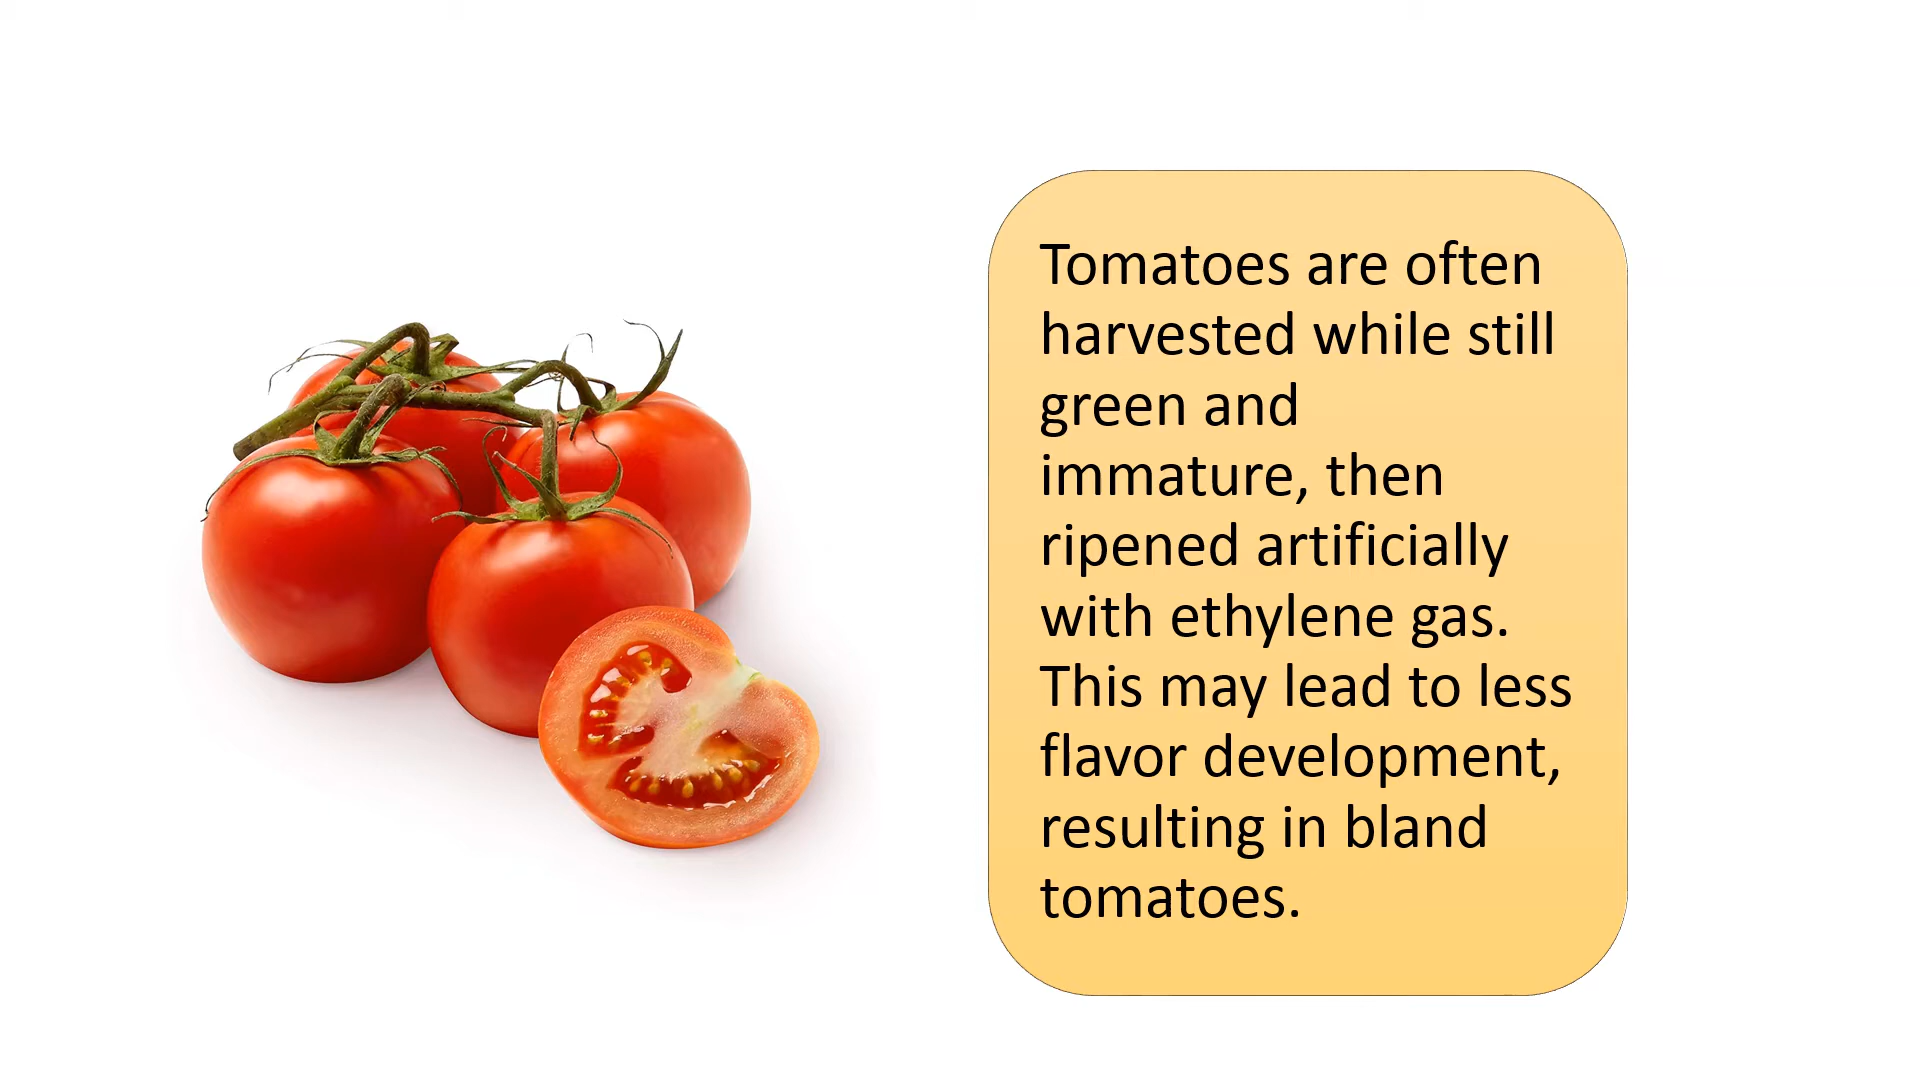 Tomatoes are often
harvested while still
green and
immature, then
ripened artificially
with ethylene gas.
This may lead to less
flavor development,
resulting in bland
tomatoes.